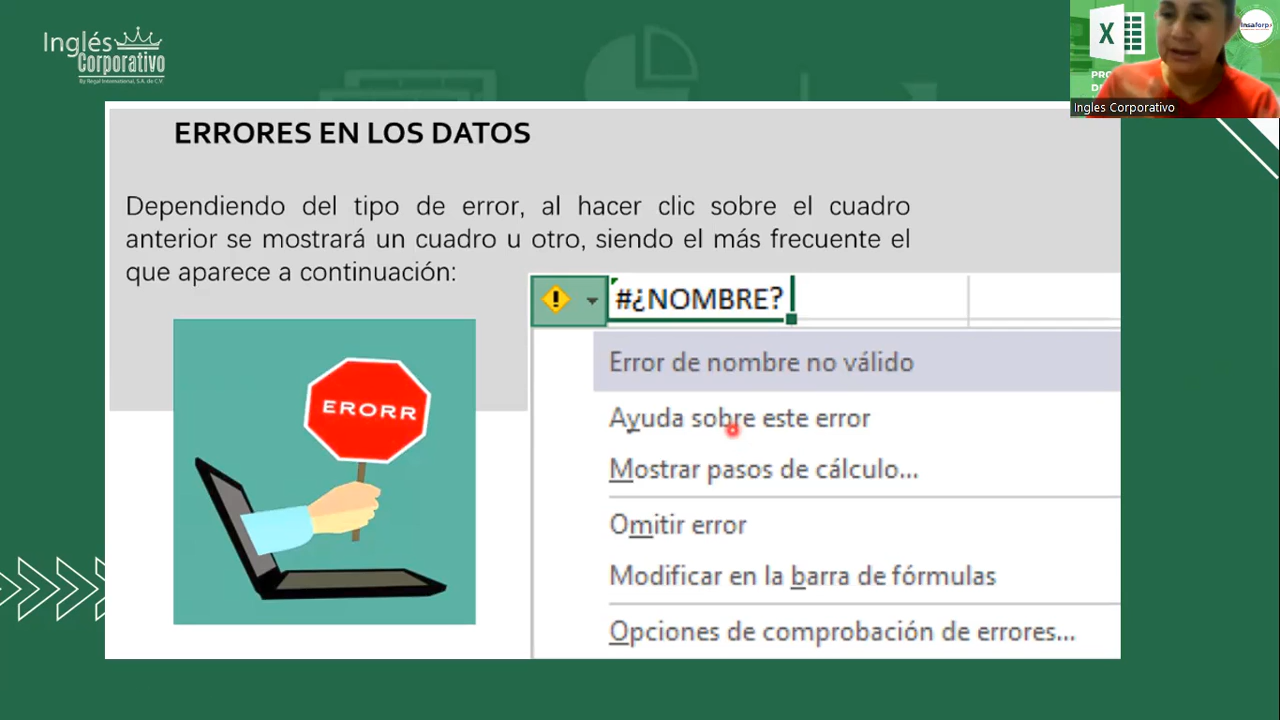 Inglés
Corporativo
By Regal International, S.A. de C.V.
X
insaforp
PRO
DE
Ingles Corporativo
ERRORES EN LOS DATOS
Dependiendo del tipo de error, al hacer clic sobre el cuadro
anterior se mostrará un cuadro u otro, siendo el más frecuente el
que aparece a continuación:
#¿NOMBRE?
Error de nombre no válido
Ayuda sobre este error
Mostrar pasos de cálculo...
Omitir error
Modificar en la barra de fórmulas
Opciones de comprobación de errores...
ERORR